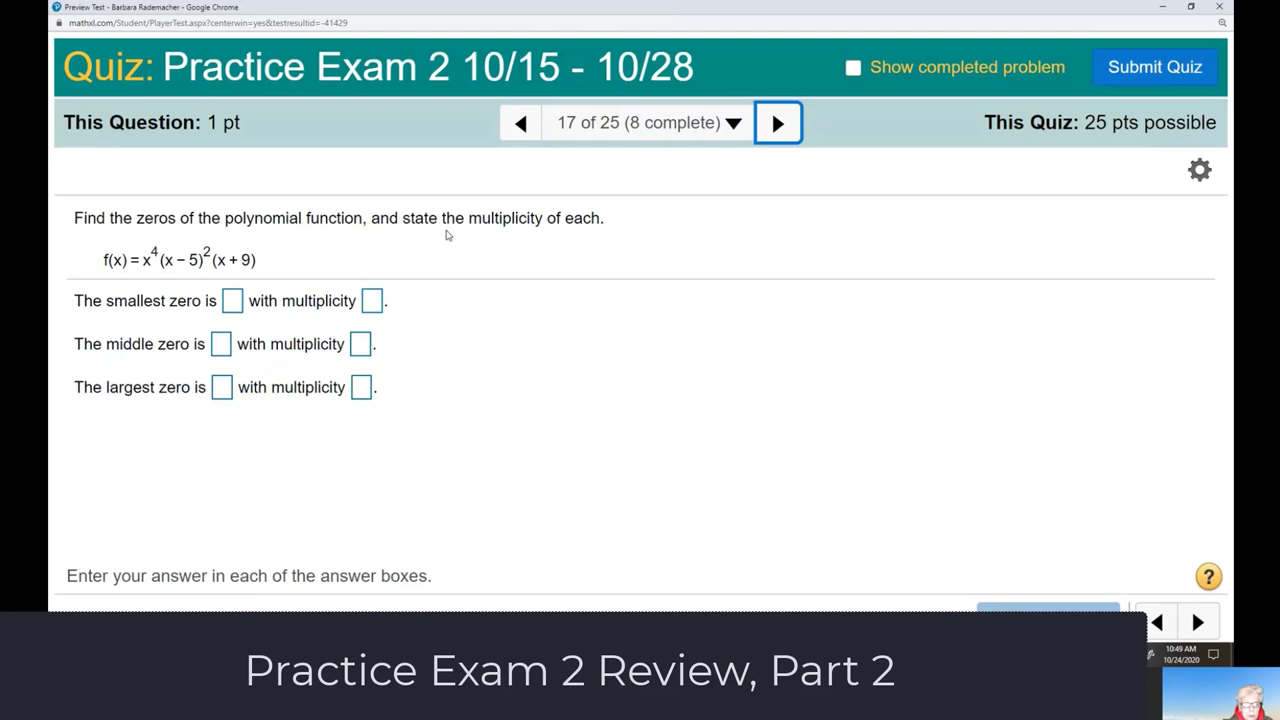 Preview Test - Barbara Rademacher - Google Chrome
mathxl.com/Student/PlayerTest.aspx?centerwin=yes&testresultid=-41429
Quiz: Practice Exam 2 10/15 - 10/28
Show completed problem
Submit Quiz
This Question: 1 pt
17 of 25 (8 complete)
This Quiz: 25 pts possible
Find the zeros of the polynomial function, and state the multiplicity of each.
f(x) = x⁴(x − 5)²(x + 9)
The smallest zero is with multiplicity .
The middle zero is with multiplicity .
The largest zero is with multiplicity .
Enter your answer in each of the answer boxes.
?
10:49 AM
10/24/2020
Practice Exam 2 Review, Part 2